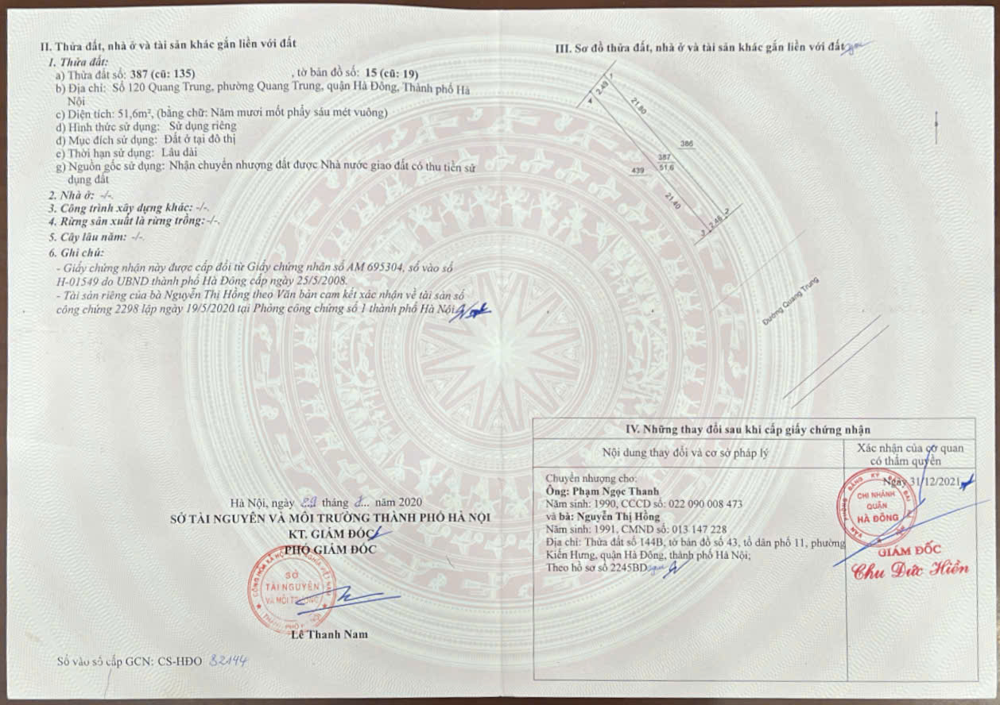 II. Thửa đất, nhà ở và tài sản khác gắn liền với đất
1. Thửa đất:
a) Thửa đất số: 387 (cũ: 135) , tờ bản đồ số: 15 (cũ: 19)
b) Địa chỉ: Số 120 Quang Trung, phường Quang Trung, quận Hà Đông, Thành phố Hà
Nội
c) Diện tích: 51,6m², (bằng chữ: Năm mươi mốt phẩy sáu mét vuông)
d) Hình thức sử dụng: Sử dụng riêng
đ) Mục đích sử dụng: Đất ở tại đô thị
e) Thời hạn sử dụng: Lâu dài
g) Nguồn gốc sử dụng: Nhận chuyển nhượng đất được Nhà nước giao đất có thu tiền sử
dụng đất
2. Nhà ở: -/-.
3. Công trình xây dựng khác: -/-.
4. Rừng sản xuất là rừng trồng: -/-.
5. Cây lâu năm: -/-.
6. Ghi chú:
- Giấy chứng nhận này được cấp đổi từ Giấy chứng nhận số AM 695304, số vào sổ
H-01549 do UBND thành phố Hà Đông cấp ngày 25/5/2008.
- Tài sản riêng của bà Nguyễn Thị Hồng theo Văn bản cam kết xác nhận về tài sản số
công chứng 2298 lập ngày 19/5/2020 tại Phòng công chứng số 1 thành phố Hà Nội.
Hà Nội, ngày 29 tháng năm 2020
SỞ TÀI NGUYÊN VÀ MÔI TRƯỜNG THÀNH PHỐ HÀ NỘI
KT. GIÁM ĐỐC
PHÓ GIÁM ĐỐC
SỞ
TÀI NGUYÊN
VÀ MÔI TRƯỜNG
Lê Thanh Nam
Số vào sổ cấp GCN: CS-HĐO 32144
III. Sơ đồ thửa đất, nhà ở và tài sản khác gắn liền với đất
1
2.49
4
21.80
386
387
51.6
439
21.40
2
2.46
3
Đường Quang Trung
IV. Những thay đổi sau khi cấp giấy chứng nhận
Nội dung thay đổi và cơ sở pháp lý
Xác nhận của cơ quan
có thẩm quyền
Chuyển nhượng cho:
Ông: Phạm Ngọc Thanh
Năm sinh: 1990, CCCD số: 022 090 008 473
và bà: Nguyễn Thị Hồng
Năm sinh: 1991, CMND số: 013 147 228
Địa chỉ: Thửa đất số 144B, tờ bản đồ số 43, tổ dân phố 11, phường
Kiến Hưng, quận Hà Đông, thành phố Hà Nội;
Theo hồ sơ số 2245BD
Ngày 31/12/2021
CHI NHÁNH
QUẬN
HÀ ĐÔNG
GIÁM ĐỐC
Chu Đức Hiền